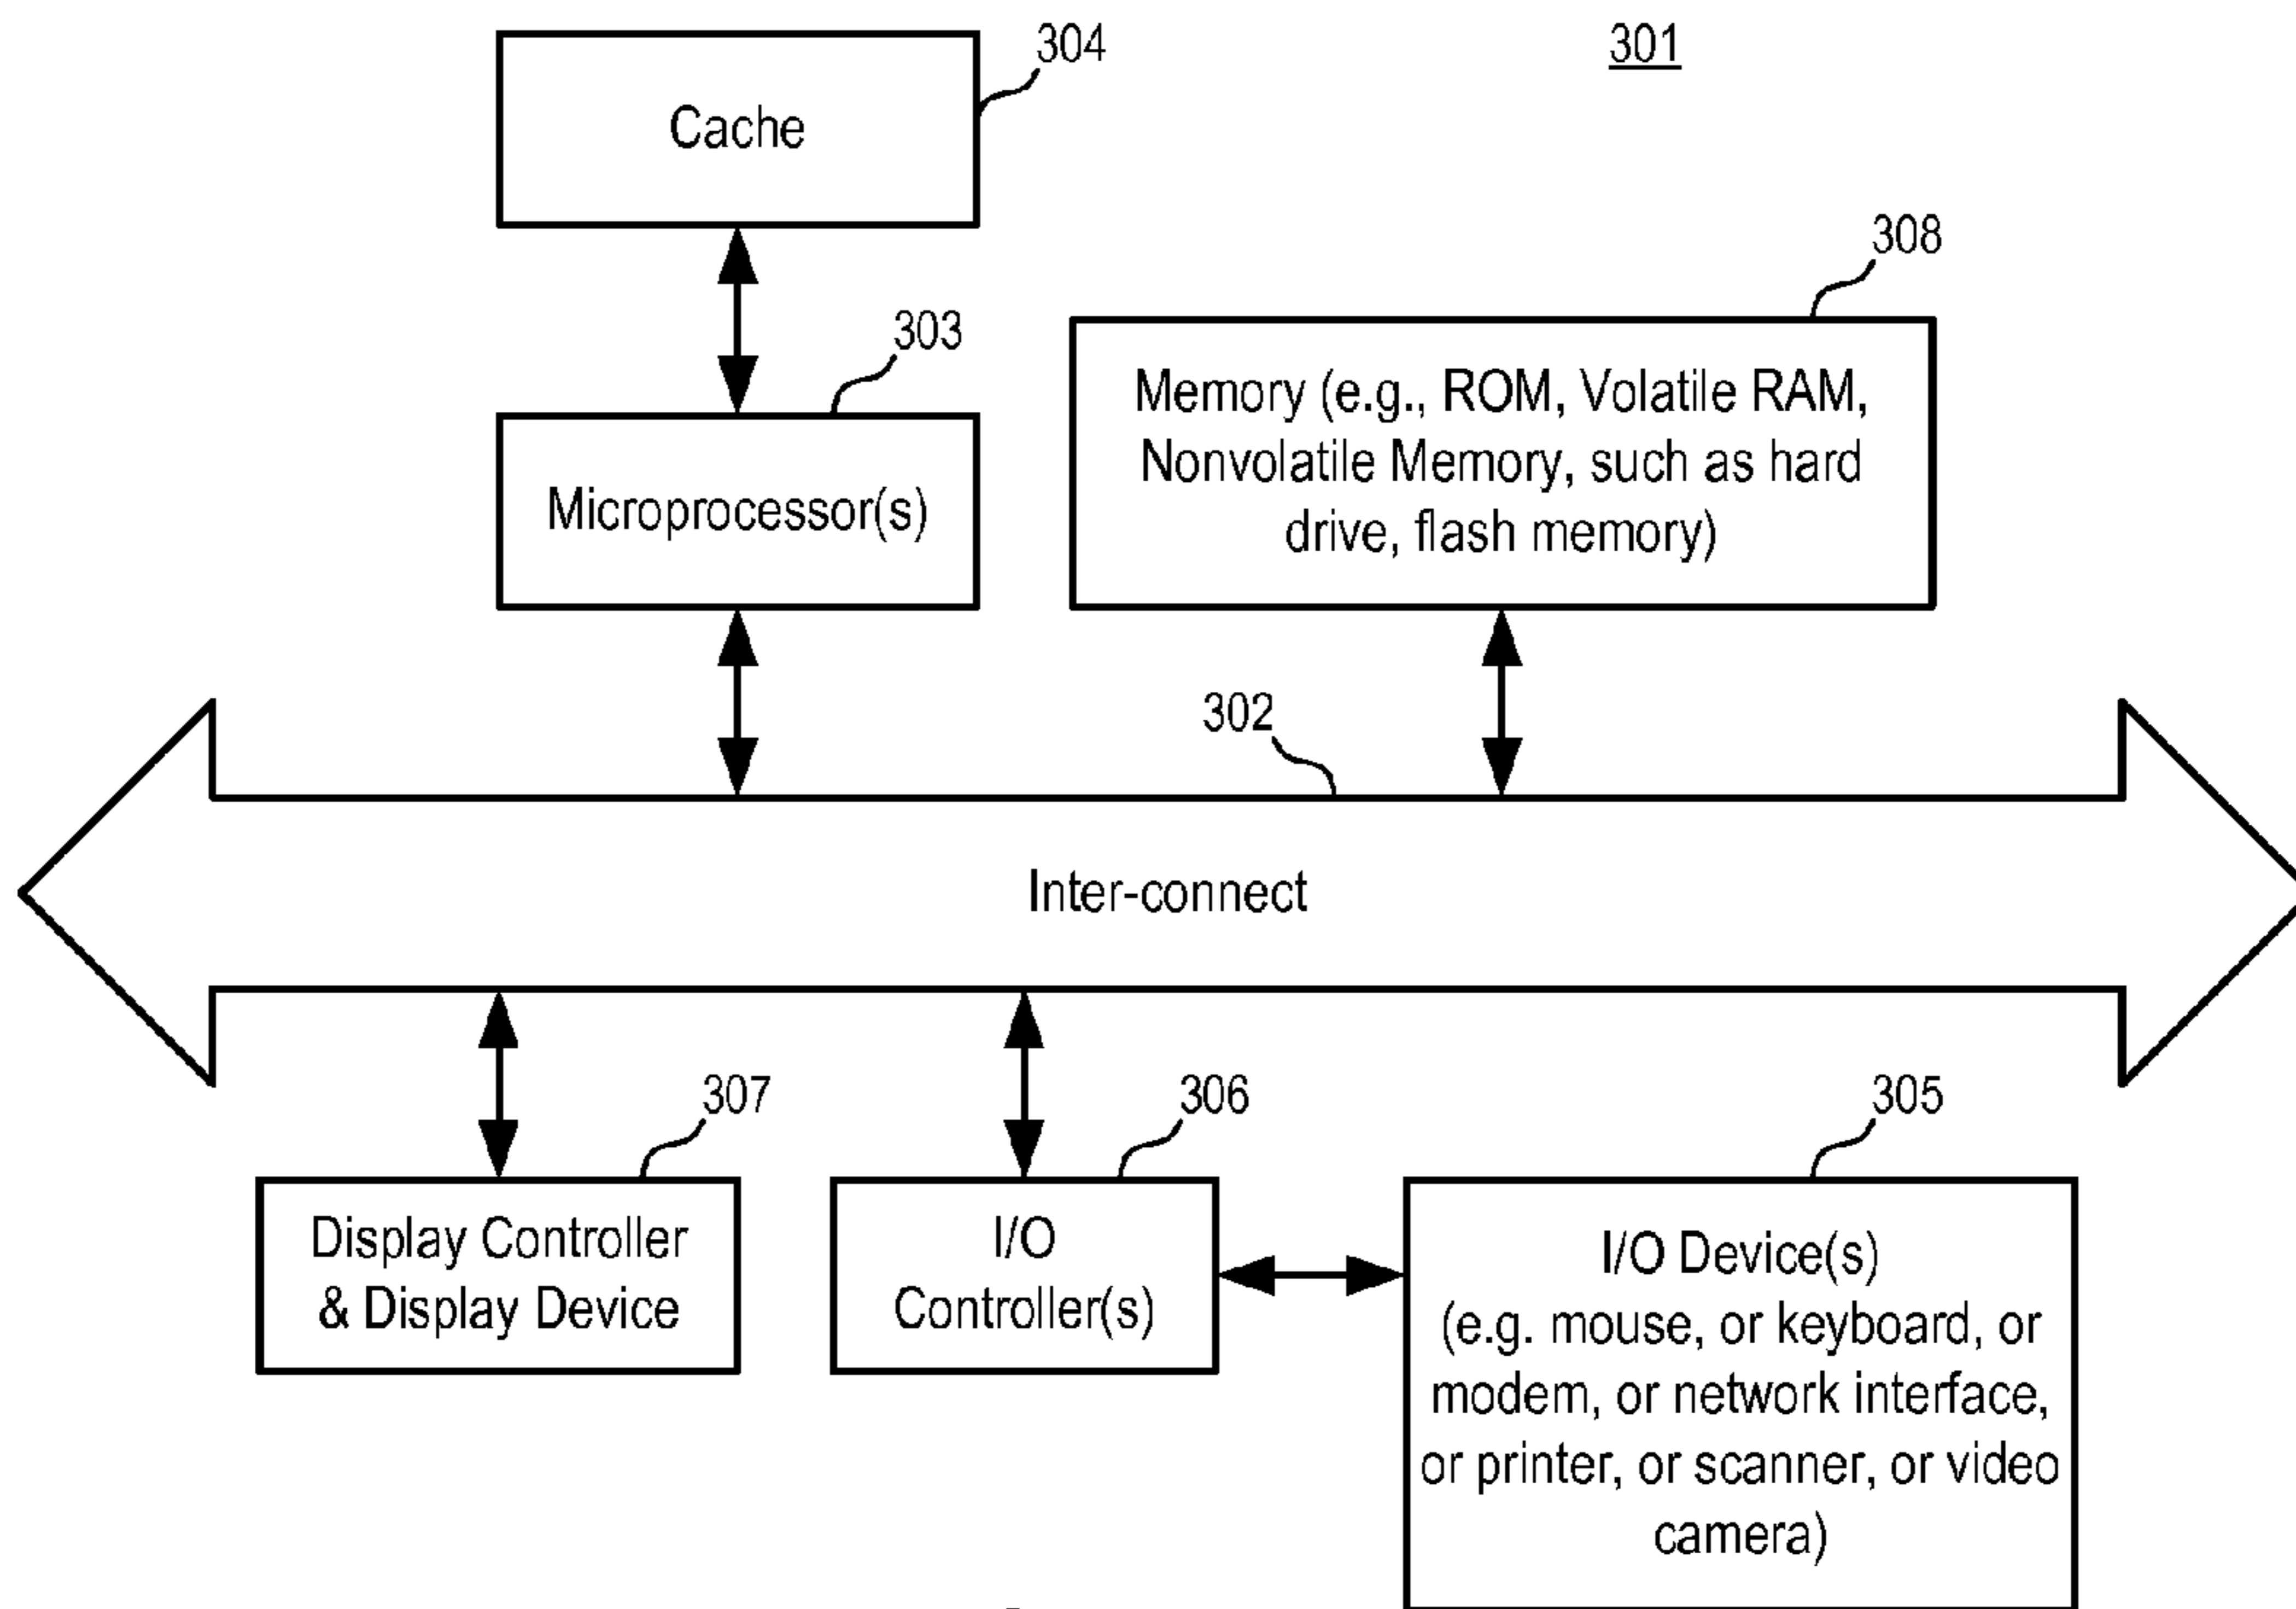 304
301
Cache
308
303
Memory (e.g., ROM, Volatile RAM,
Nonvolatile Memory, such as hard
drive, flash memory)
Microprocessor(s)
302
Inter-connect
307
306
305
Display Controller
& Display Device
I/O
Controller(s)
I/O Device(s)
(e.g. mouse, or keyboard, or
modem, or network interface,
or printer, or scanner, or video
camera)